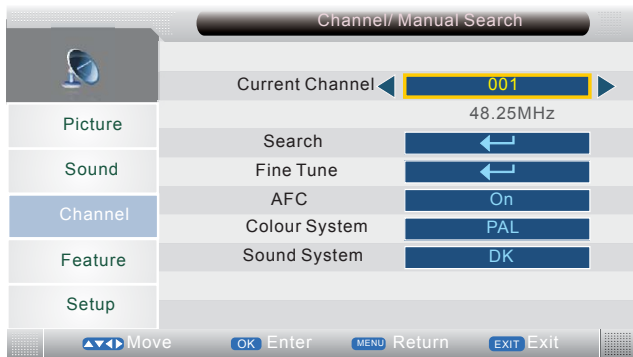 Channel/ Manual Search
Current Channel 001
48.25MHz
Picture
Search
Sound
Fine Tune
AFC On
Channel
Colour System PAL
Feature
Sound System DK
Setup
Move OK Enter MENU Return EXIT Exit